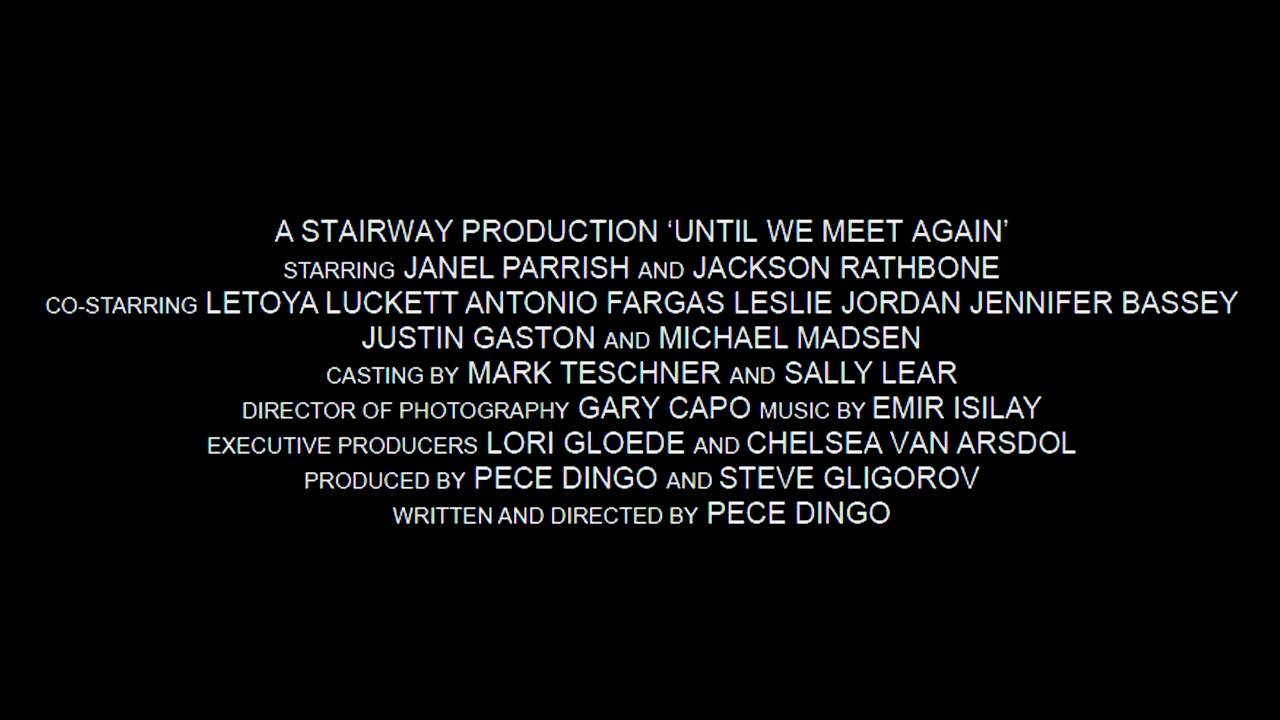 A STAIRWAY PRODUCTION ‘UNTIL WE MEET AGAIN’
STARRING JANEL PARRISH AND JACKSON RATHBONE
CO-STARRING LETOYA LUCKETT ANTONIO FARGAS LESLIE JORDAN JENNIFER BASSEY
JUSTIN GASTON AND MICHAEL MADSEN
CASTING BY MARK TESCHNER AND SALLY LEAR
DIRECTOR OF PHOTOGRAPHY GARY CAPO MUSIC BY EMIR ISILAY
EXECUTIVE PRODUCERS LORI GLOEDE AND CHELSEA VAN ARSDOL
PRODUCED BY PECE DINGO AND STEVE GLIGOROV
WRITTEN AND DIRECTED BY PECE DINGO